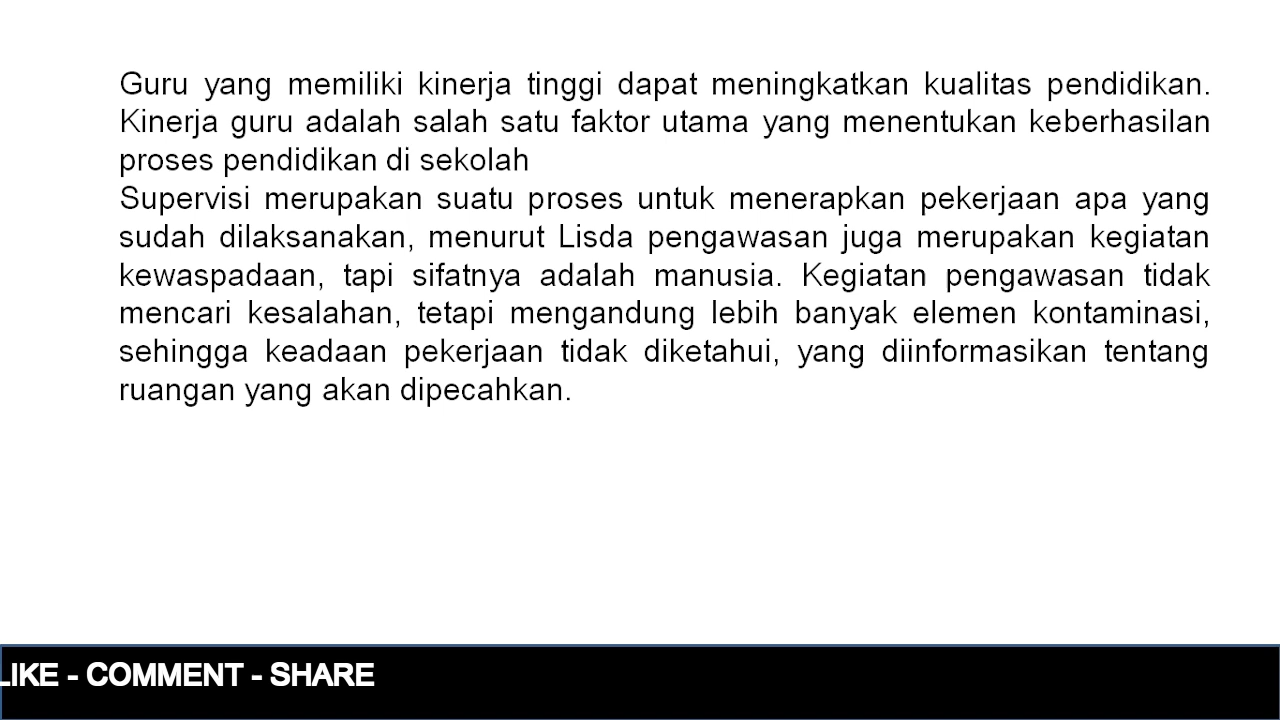 Guru yang memiliki kinerja tinggi dapat meningkatkan kualitas pendidikan.
Kinerja guru adalah salah satu faktor utama yang menentukan keberhasilan
proses pendidikan di sekolah
Supervisi merupakan suatu proses untuk menerapkan pekerjaan apa yang
sudah dilaksanakan, menurut Lisda pengawasan juga merupakan kegiatan
kewaspadaan, tapi sifatnya adalah manusia. Kegiatan pengawasan tidak
mencari kesalahan, tetapi mengandung lebih banyak elemen kontaminasi,
sehingga keadaan pekerjaan tidak diketahui, yang diinformasikan tentang
ruangan yang akan dipecahkan.
LIKE - COMMENT - SHARE